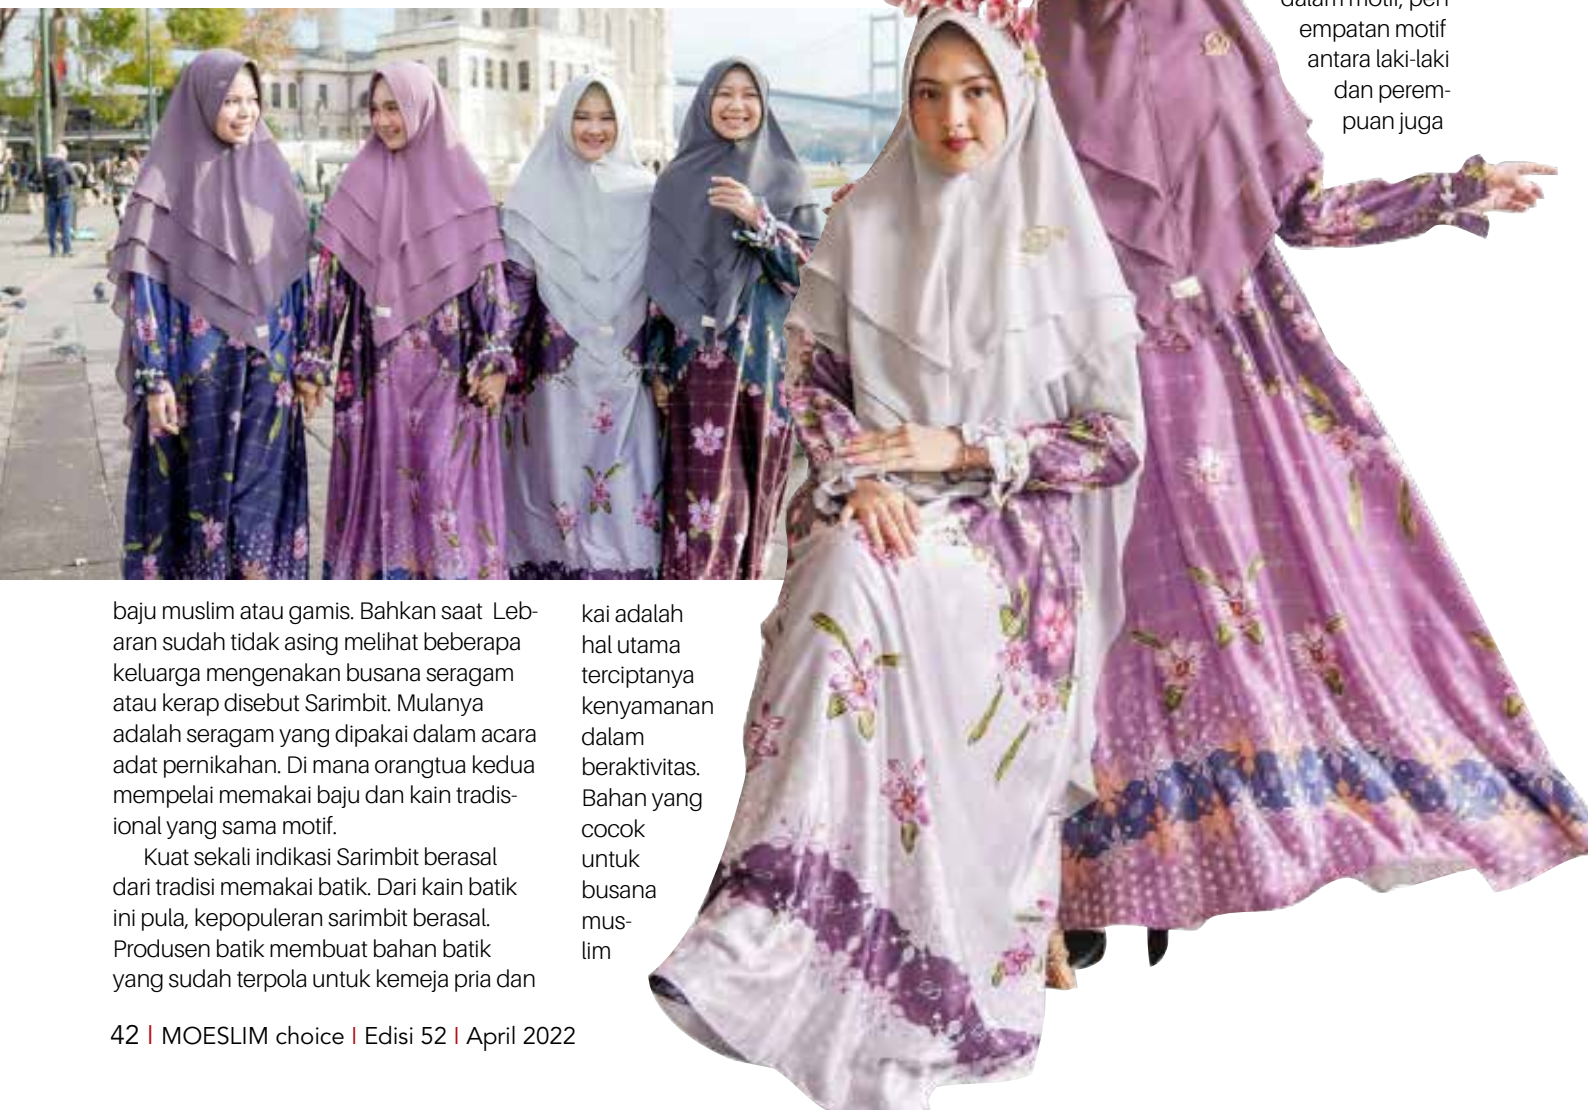 baju muslim atau gamis. Bahkan saat  Leb-
aran sudah tidak asing melihat beberapa
keluarga mengenakan busana seragam
atau kerap disebut Sarimbit. Mulanya
adalah seragam yang dipakai dalam acara
adat pernikahan. Di mana orangtua kedua
mempelai memakai baju dan kain tradis-
ional yang sama motif.
Kuat sekali indikasi Sarimbit berasal
dari tradisi memakai batik. Dari kain batik
ini pula, kepopuleran sarimbit berasal.
Produsen batik membuat bahan batik
yang sudah terpola untuk kemeja pria dan
kai adalah
hal utama
terciptanya
kenyamanan
dalam
beraktivitas.
Bahan yang
cocok
untuk
busana
mus-
lim
dalam motif, pen
empatan motif
antara laki-laki
dan perem-
puan juga
42 | MOESLIM choice | Edisi 52 | April 2022